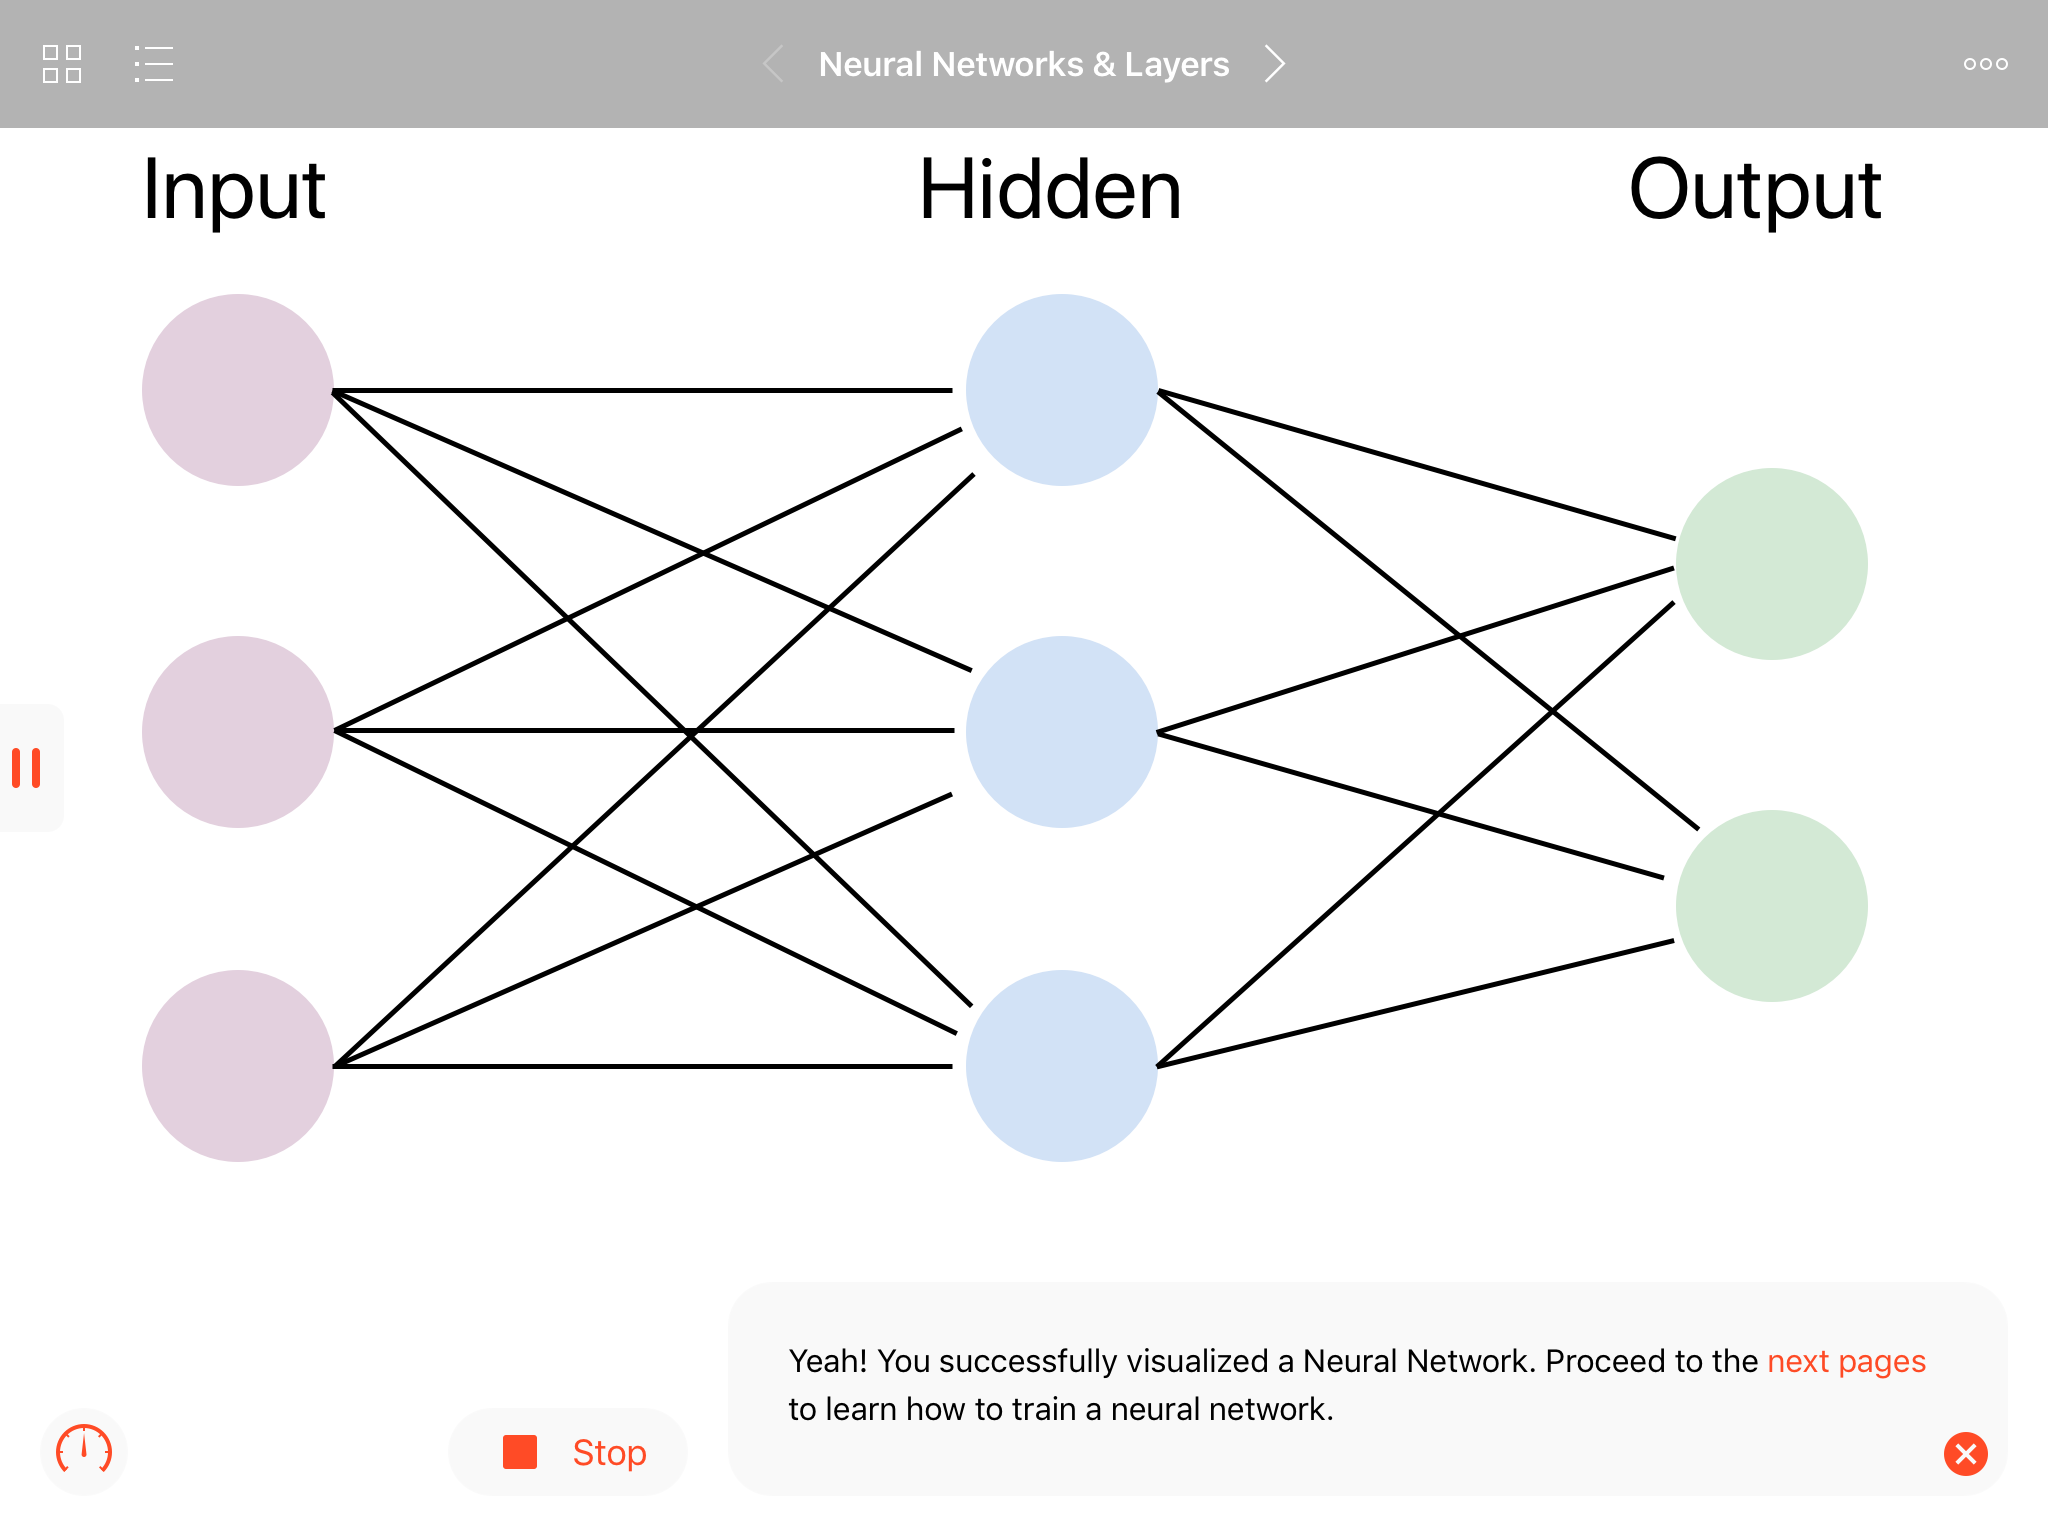 Neural Networks & Layers
Input
Hidden
Output
Yeah! You successfully visualized a Neural Network. Proceed to the next pages
to learn how to train a neural network.
Stop